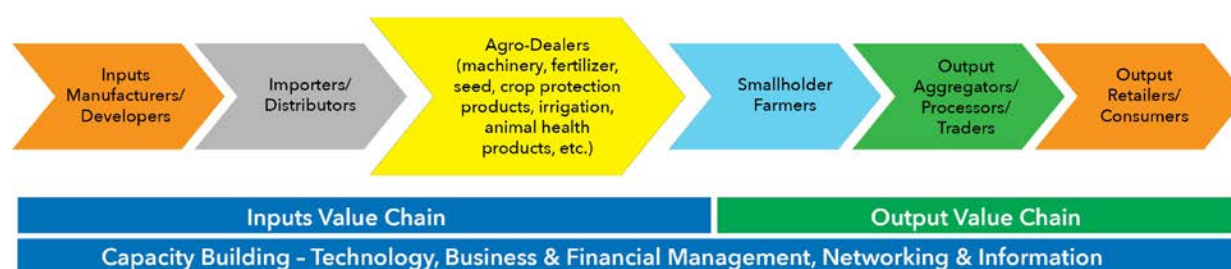 Inputs
Manufacturers/
Developers
Importers/
Distributors
Agro-Dealers
(machinery, fertilizer,
seed, crop protection
products, irrigation,
animal health
products, etc.)
Smallholder
Farmers
Output
Aggregators/
Processors/
Traders
Output
Retailers/
Consumers
Inputs Value Chain
Output Value Chain
Capacity Building – Technology, Business & Financial Management, Networking & Information